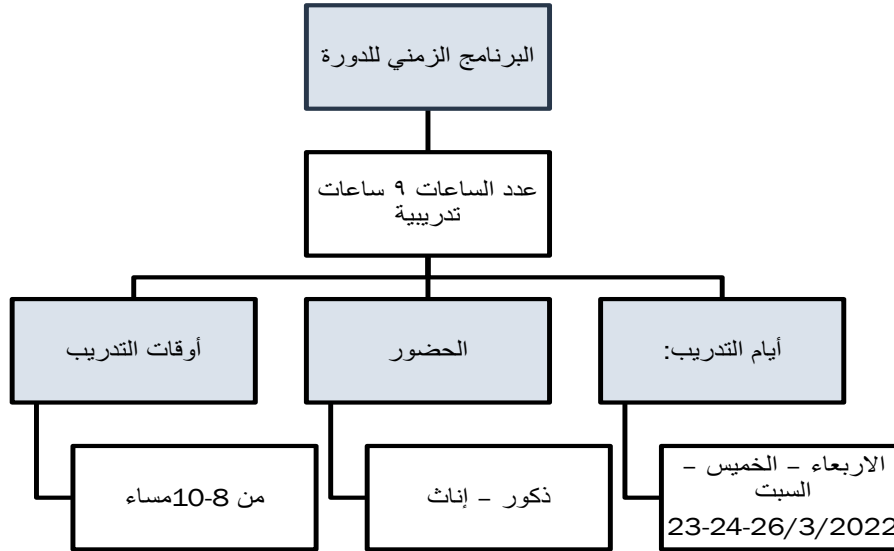 البرنامج الزمني للدورة
عدد الساعات ٩ ساعات
تدريبية
أيام التدريب:
الحضور
أوقات التدريب
الاربعاء – الخميس –
السبت
23-24-26/3/2022
ذكور – إناث
من 8-10مساء